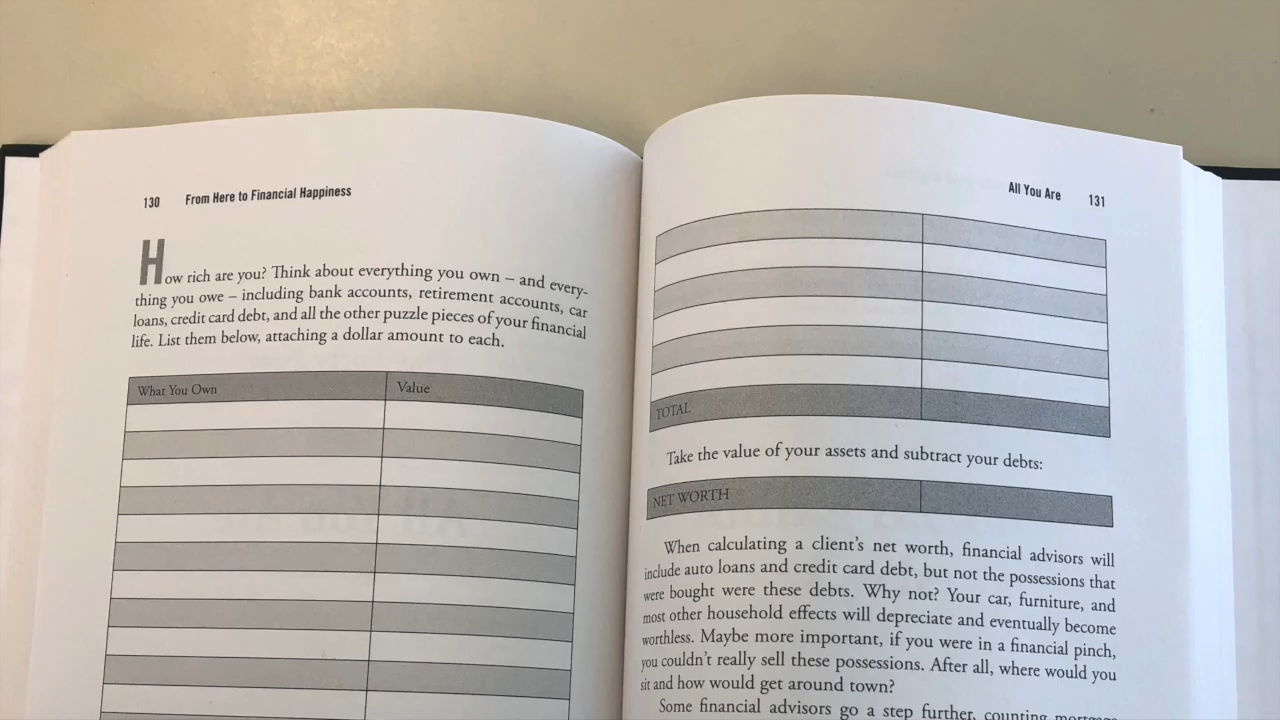 130 From Here to Financial Happiness
How rich are you? Think about everything you own – and every-
thing you owe – including bank accounts, retirement accounts, car
loans, credit card debt, and all the other puzzle pieces of your financial
life. List them below, attaching a dollar amount to each.
What You Own Value
All You Are 131
TOTAL
Take the value of your assets and subtract your debts:
NET WORTH
When calculating a client's net worth, financial advisors will
include auto loans and credit card debt, but not the possessions that
were bought were these debts. Why not? Your car, furniture, and
most other household effects will depreciate and eventually become
worthless. Maybe more important, if you were in a financial pinch,
you couldn't really sell these possessions. After all, where would you
sit and how would get around town?
Some financial advisors go a step further, counting mortgage